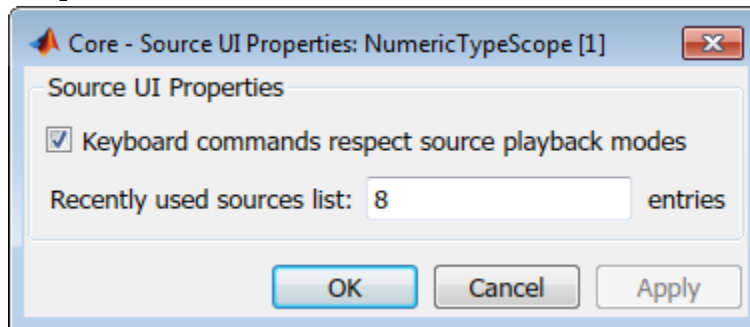 Core - Source UI Properties: NumericTypeScope [1]
Source UI Properties
Keyboard commands respect source playback modes
Recently used sources list: 8 entries
OK Cancel Apply